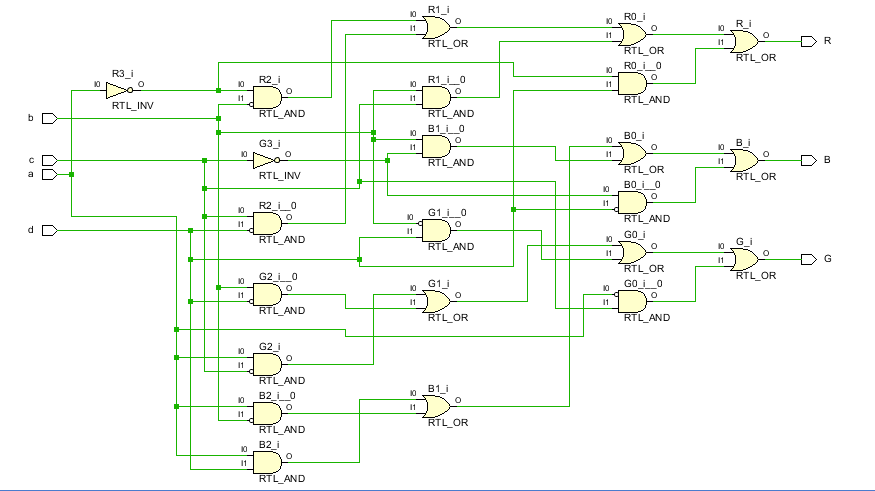 R1_i
I0 O
I1
RTL_OR
R0_i
I0 O
I1
RTL_OR
R_i
I0 O
I1
RTL_OR
R
R3_i
I0 O
RTL_INV
R2_i
I0 O
I1
RTL_AND
R1_i__0
I0 O
I1
RTL_AND
R0_i__0
I0 O
I1
RTL_AND
b
c
a
d
G3_i
I0 O
RTL_INV
B1_i__0
I0 O
I1
RTL_AND
B0_i
I0 O
I1
RTL_OR
B_i
I0 O
I1
RTL_OR
B
B0_i__0
I0 O
I1
RTL_AND
R2_i__0
I0 O
I1
RTL_AND
G1_i__0
I0 O
I1
RTL_AND
G0_i
I0 O
I1
RTL_OR
G_i
I0 O
I1
RTL_OR
G
G2_i__0
I0 O
I1
RTL_AND
G1_i
I0 O
I1
RTL_OR
G0_i__0
I0 O
I1
RTL_AND
G2_i
I0 O
I1
RTL_AND
B2_i__0
I0 O
I1
RTL_AND
B1_i
I0 O
I1
RTL_OR
B2_i
I0 O
I1
RTL_AND